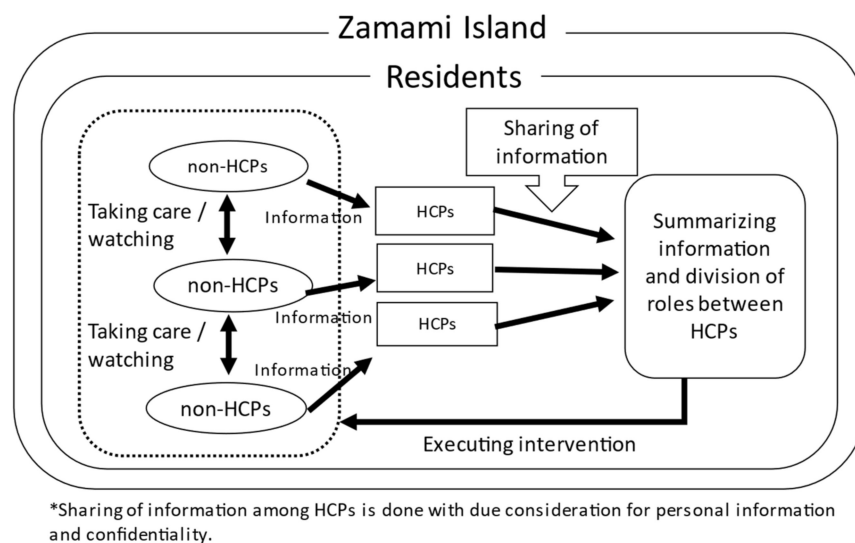 Zamami Island
Residents
Sharing of
information
non-HCPs
Taking care /
watching
Information
HCPs
non-HCPs
Information
HCPs
Taking care /
watching
Information
HCPs
non-HCPs
Summarizing
information
and division of
roles between
HCPs
Executing intervention
*Sharing of information among HCPs is done with due consideration for personal information
and confidentiality.